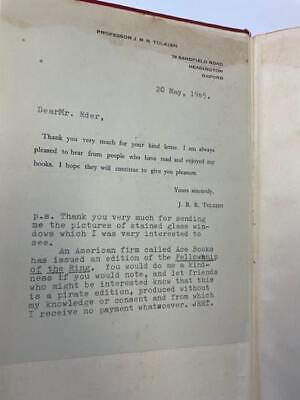 PROFESSOR J. R. R. TOLKIEN
76 SANDFIELD ROAD
HEADINGTON
OXFORD
20 May, 1965.
DearMr. Eder,
Thank you very much for your kind letter. I am always
pleased to hear from people who have read and enjoyed my
books. I hope they will continue to give you pleasure.
Yours sincerely,
J. R. R. TOLKIEN
p.s. Thank you very much for sending
me the pictures of stained glass win-
dows which I was very interested to
see.
An American firm called Ace Books
has issued an edition of the Fellowship
of the Ring. You would do me a kind-
ness if you would note, and let friends
who might be interested know that this
is a pirate edition, produced without
my knowledge or consent and from which
I receive no payment whatsoever. JRRT.